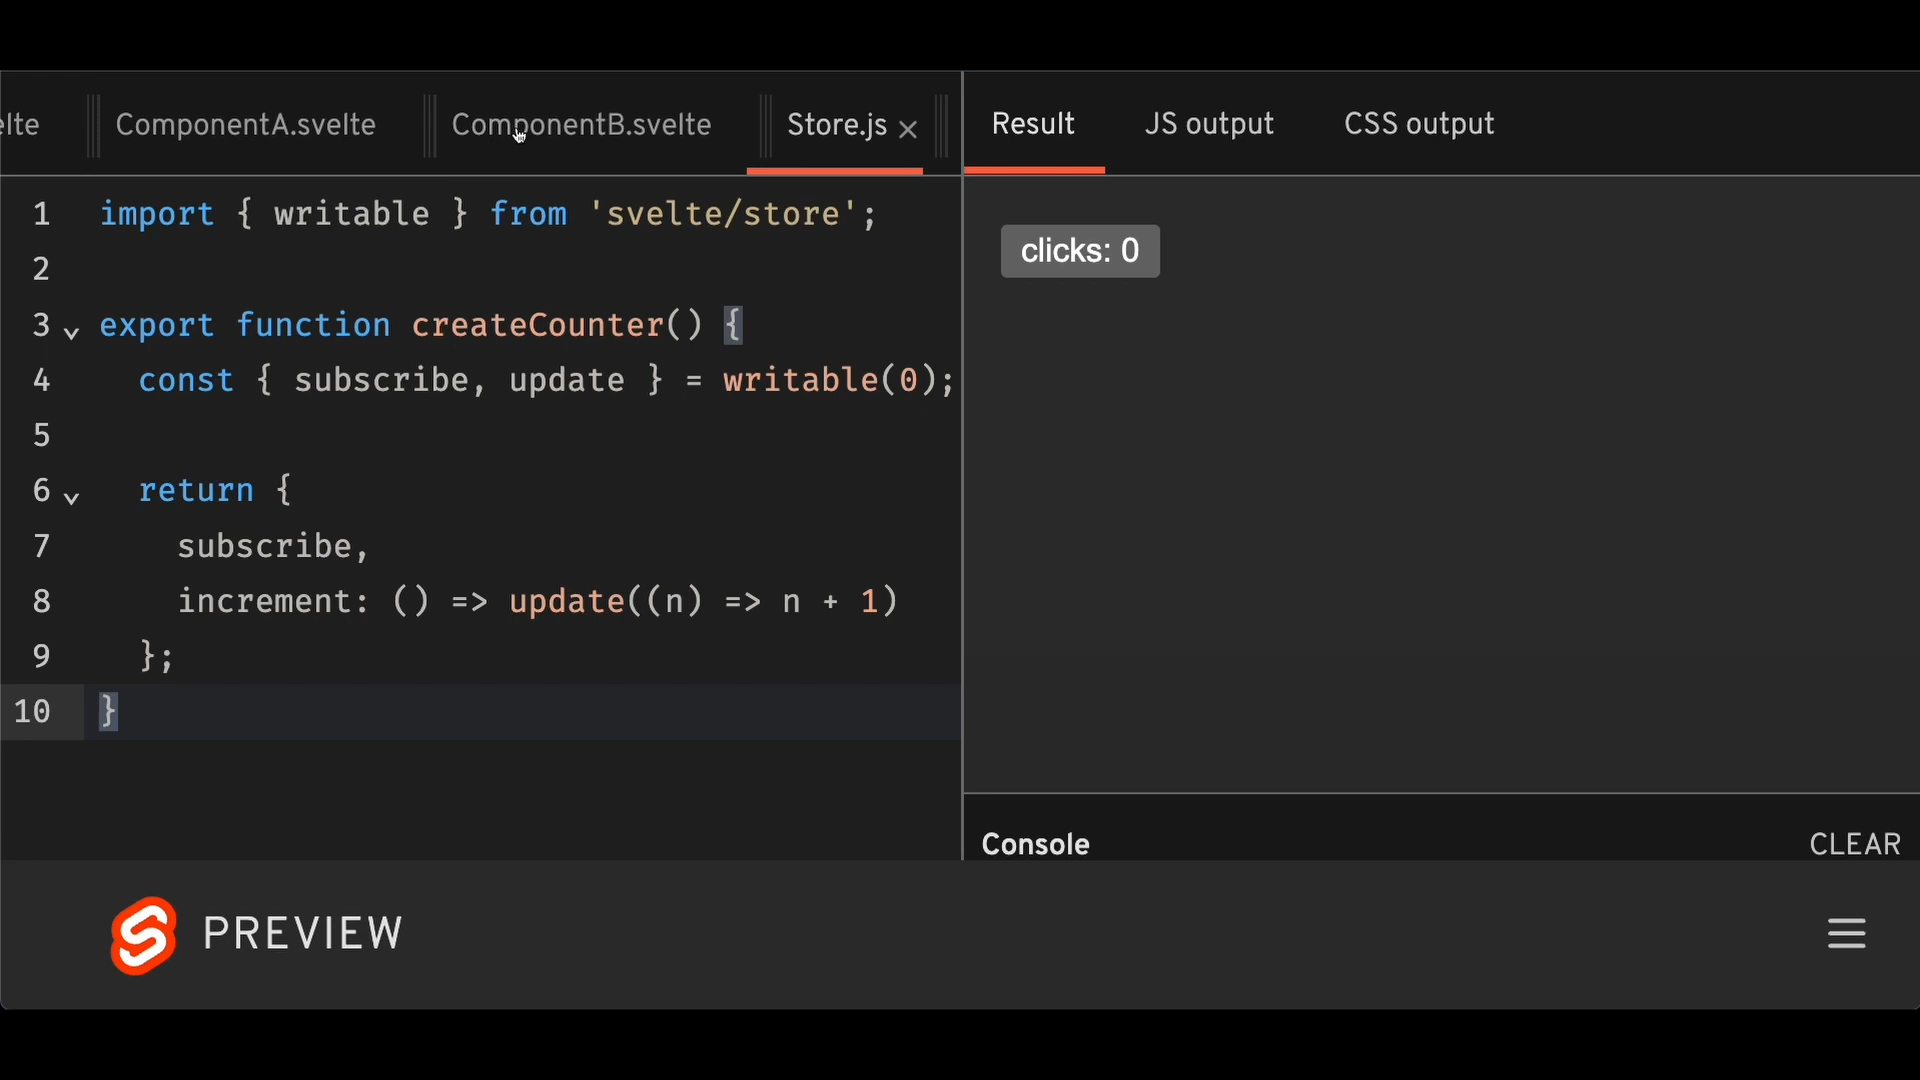 lte ComponentA.svelte ComponentB.svelte Store.js ×
Result JS output CSS output
1 import { writable } from 'svelte/store';
2
3 export function createCounter() {
4 const { subscribe, update } = writable(0);
5
6 return {
7 subscribe,
8 increment: () => update((n) => n + 1)
9 };
10 }
clicks: 0
Console CLEAR
PREVIEW